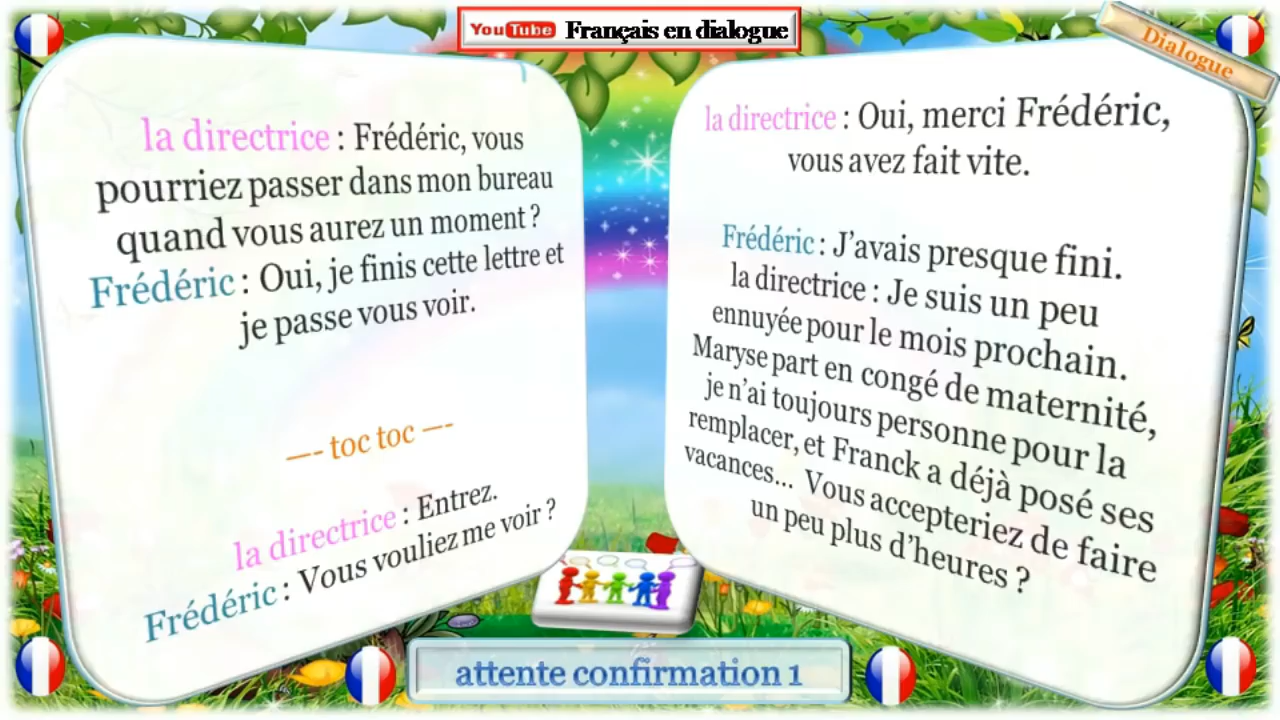 YouTube Français en dialogue
Dialogue
la directrice : Frédéric, vous
pourriez passer dans mon bureau
quand vous aurez un moment ?
Frédéric : Oui, je finis cette lettre et
je passe vous voir.
—- toc toc —-
la directrice : Entrez.
Frédéric : Vous vouliez me voir ?
la directrice : Oui, merci Frédéric,
vous avez fait vite.
Frédéric : J’avais presque fini.
la directrice : Je suis un peu
ennuyée pour le mois prochain.
Maryse part en congé de maternité,
je n’ai toujours personne pour la
remplacer, et Franck a déjà posé ses
vacances... Vous accepteriez de faire
un peu plus d’heures ?
attente confirmation 1